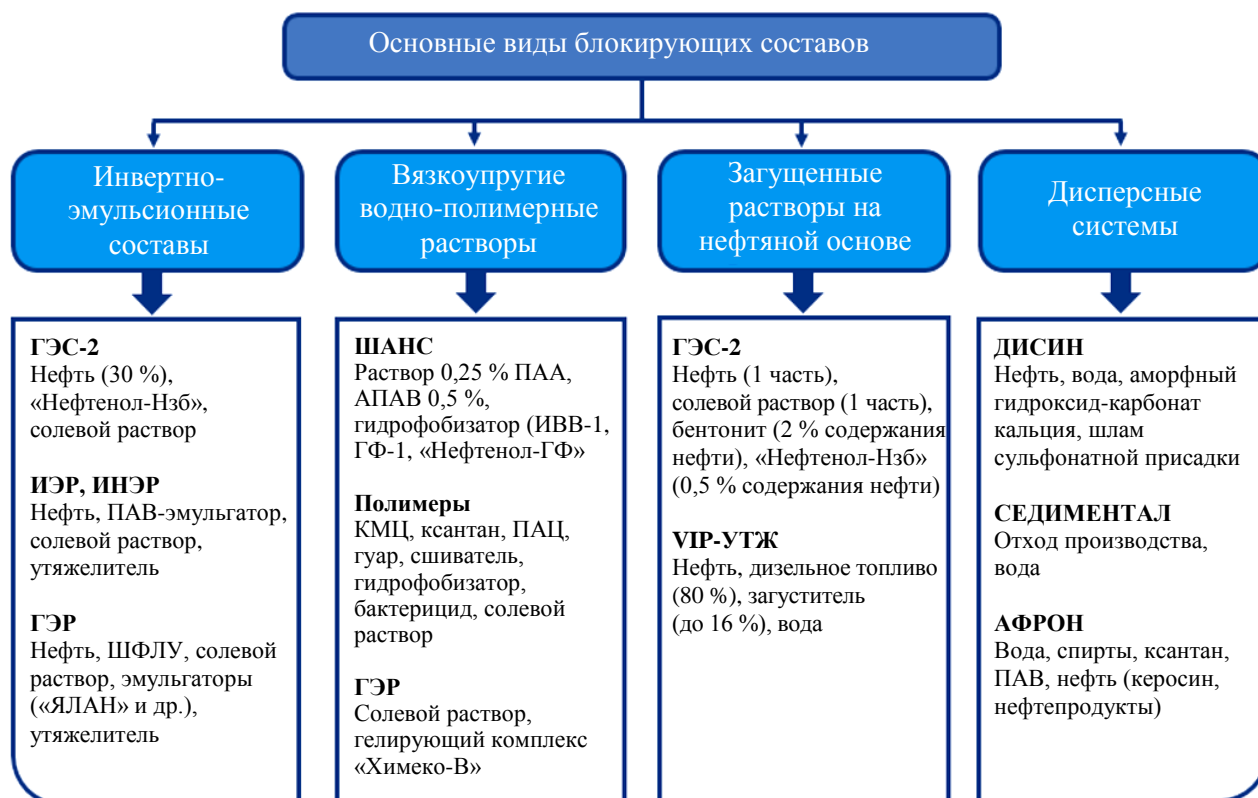 Основные виды блокирующих составов
Инвертно-
эмульсионные
составы
Вязкоупругие
водно-полимерные
растворы
Загущенные
растворы на
нефтяной основе
Дисперсные
системы
ГЭС-2
Нефть (30 %),
«Нефтенол-Нзб»,
солевой раствор
ИЭР, ИНЭР
Нефть, ПАВ-эмульгатор,
солевой раствор,
утяжелитель
ГЭР
Нефть, ШФЛУ, солевой
раствор, эмульгаторы
(«ЯЛАН» и др.),
утяжелитель
ШАНС
Раствор 0,25 % ПАА,
АПАВ 0,5 %,
гидрофобизатор (ИВВ-1,
ГФ-1, «Нефтенол-ГФ»
Полимеры
КМЦ, ксантан, ПАЦ,
гуар, сшиватель,
гидрофобизатор,
бактерицид, солевой
раствор
ГЭР
Солевой раствор,
гелирующий комплекс
«Химеко-В»
ГЭС-2
Нефть (1 часть),
солевой раствор (1 часть),
бентонит (2 % содержания
нефти), «Нефтенол-Нзб»
(0,5 % содержания нефти)
VIP-УТЖ
Нефть, дизельное топливо
(80 %), загуститель
(до 16 %), вода
ДИСИН
Нефть, вода, аморфный
гидроксид-карбонат
кальция, шлам
сульфонатной присадки
СЕДИМЕНТАЛ
Отход производства,
вода
АФРОН
Вода, спирты, ксантан,
ПАВ, нефть (керосин,
нефтепродукты)